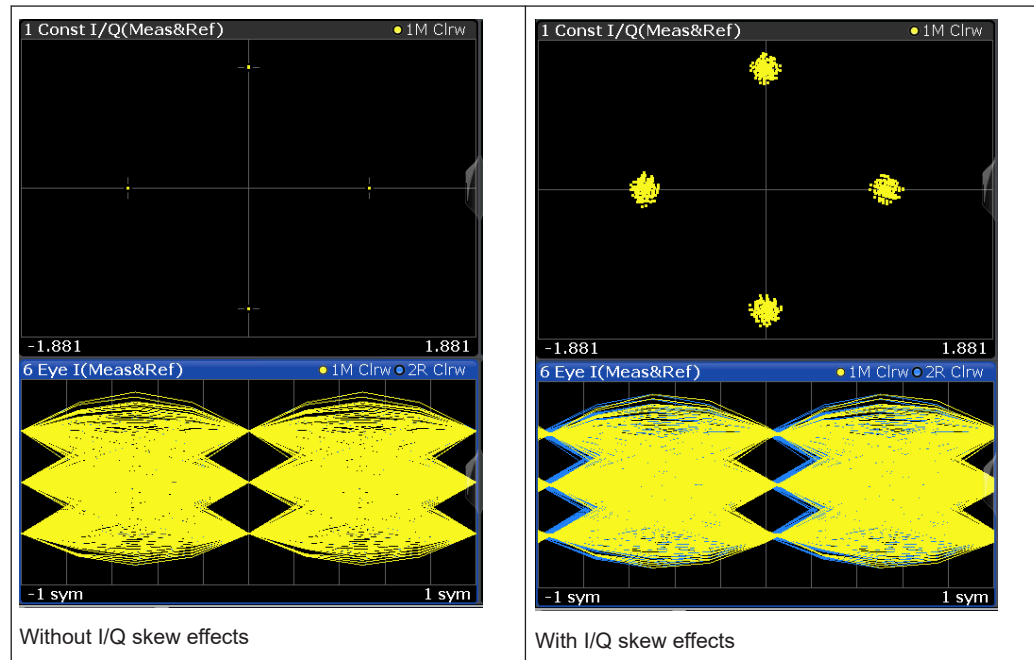 1 Const I/Q(Meas&Ref) 1M Clrw
-1.881 1.881
6 Eye I(Meas&Ref) 1M Clrw 2R Clrw
-1 sym 1 sym
Without I/Q skew effects
1 Const I/Q(Meas&Ref) 1M Clrw
-1.881 1.881
6 Eye I(Meas&Ref) 1M Clrw 2R Clrw
-1 sym 1 sym
With I/Q skew effects